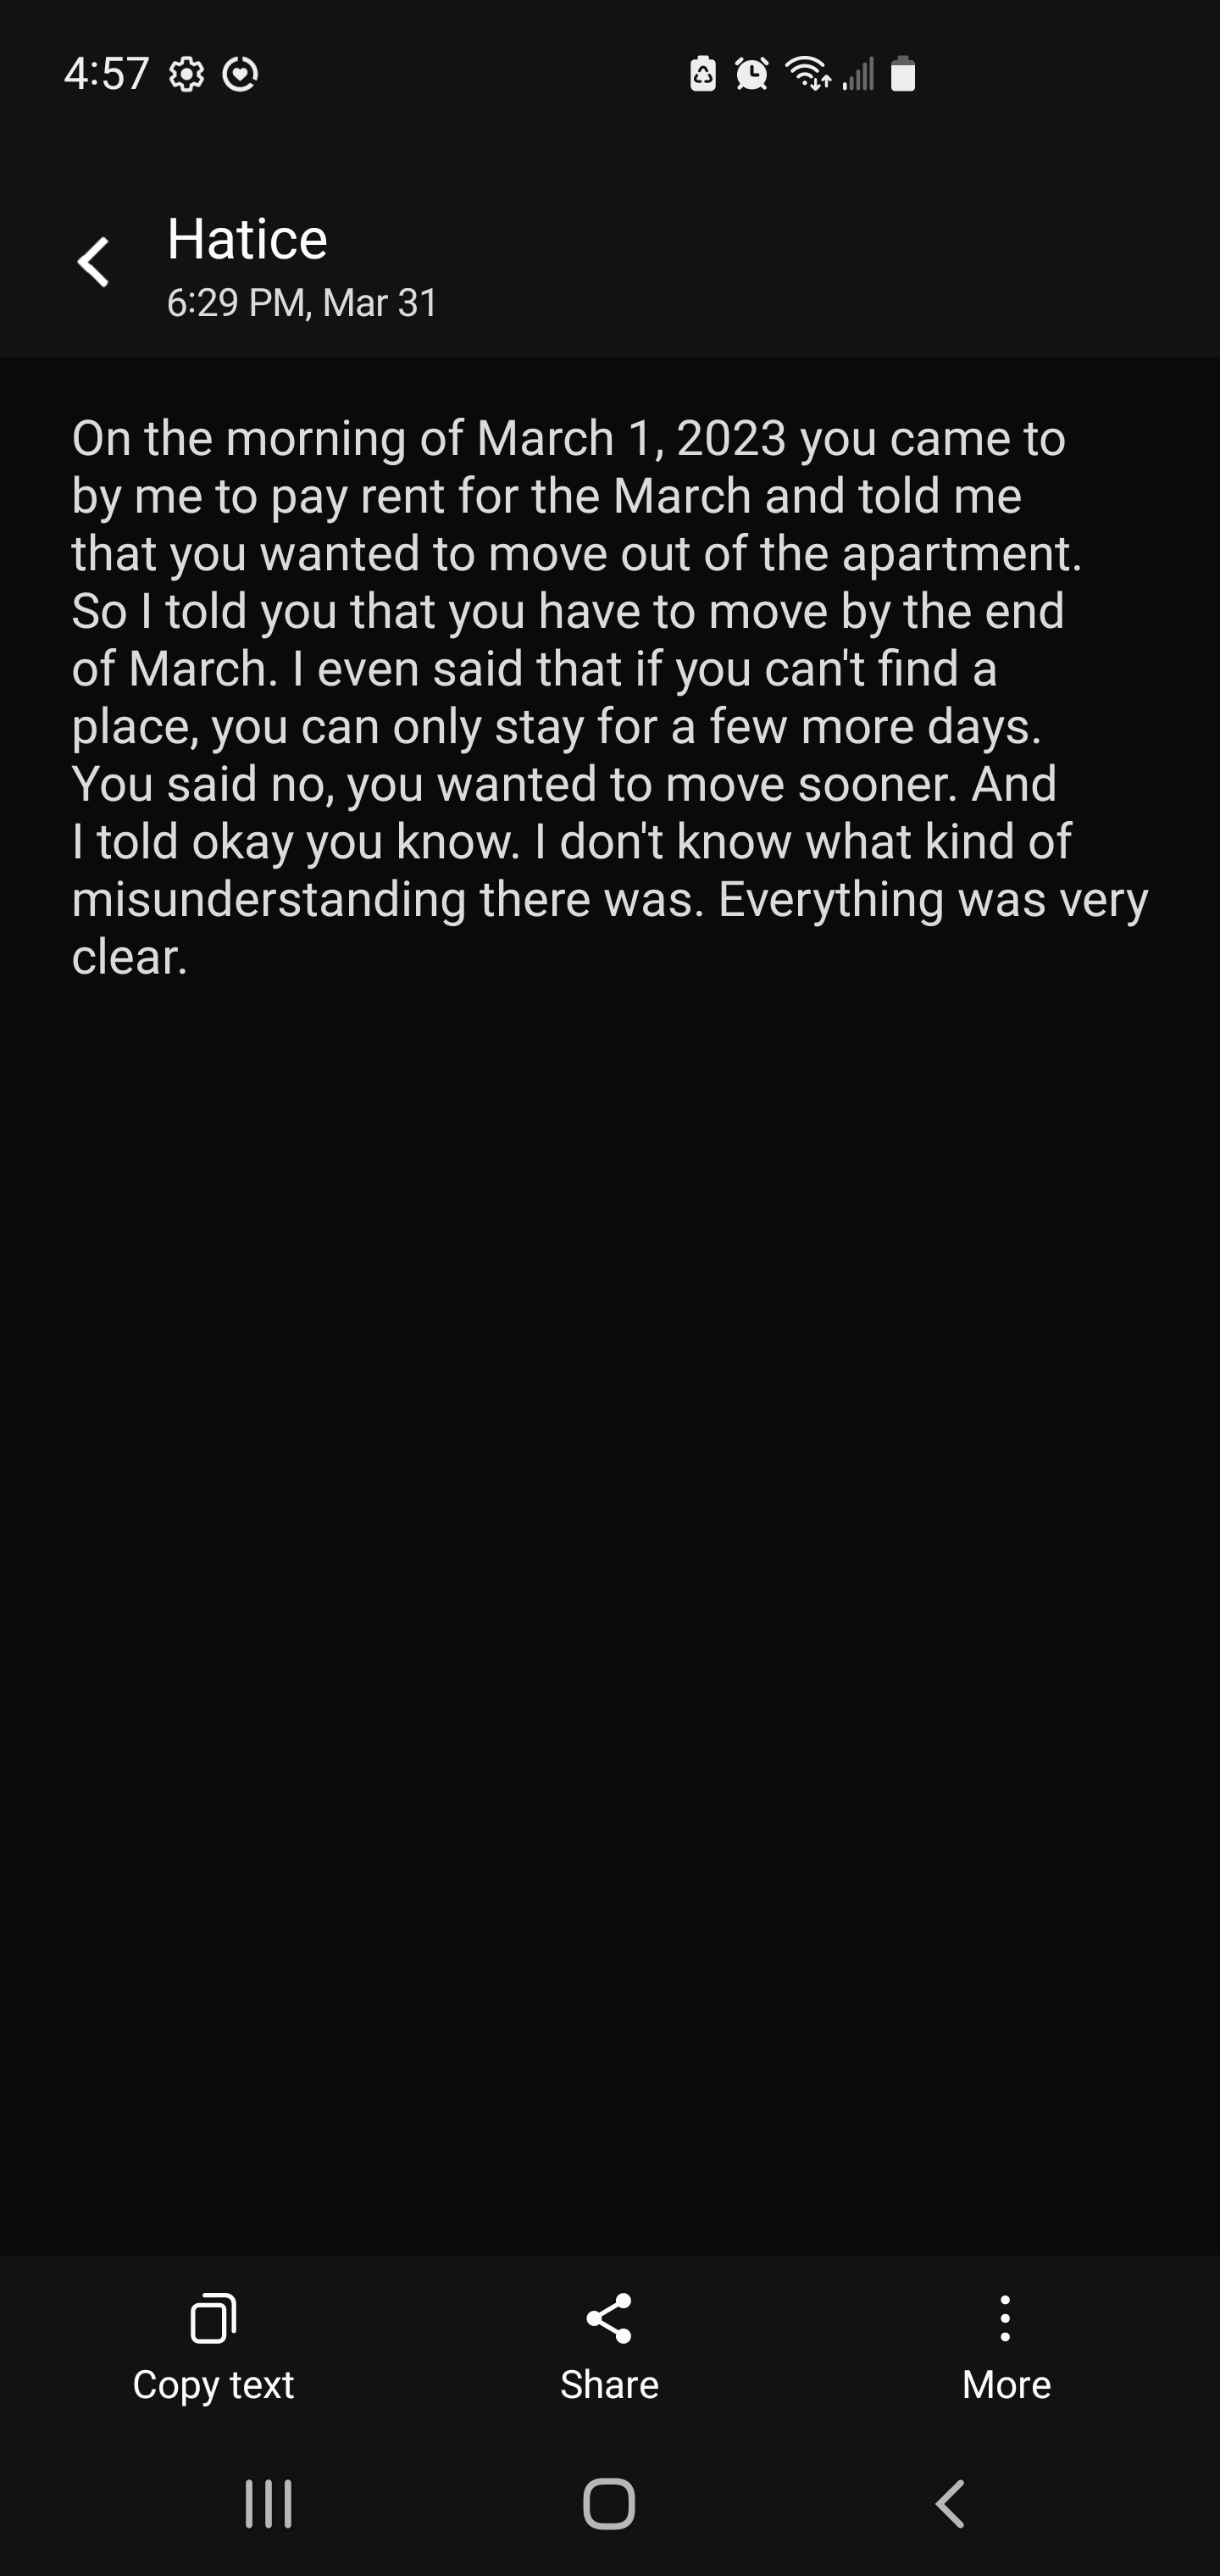 4:57
Hatice
6:29 PM, Mar 31
On the morning of March 1, 2023 you came to
by me to pay rent for the March and told me
that you wanted to move out of the apartment.
So I told you that you have to move by the end
of March. I even said that if you can't find a
place, you can only stay for a few more days.
You said no, you wanted to move sooner. And
I told okay you know. I don't know what kind of
misunderstanding there was. Everything was very
clear.
Copy text
Share
More